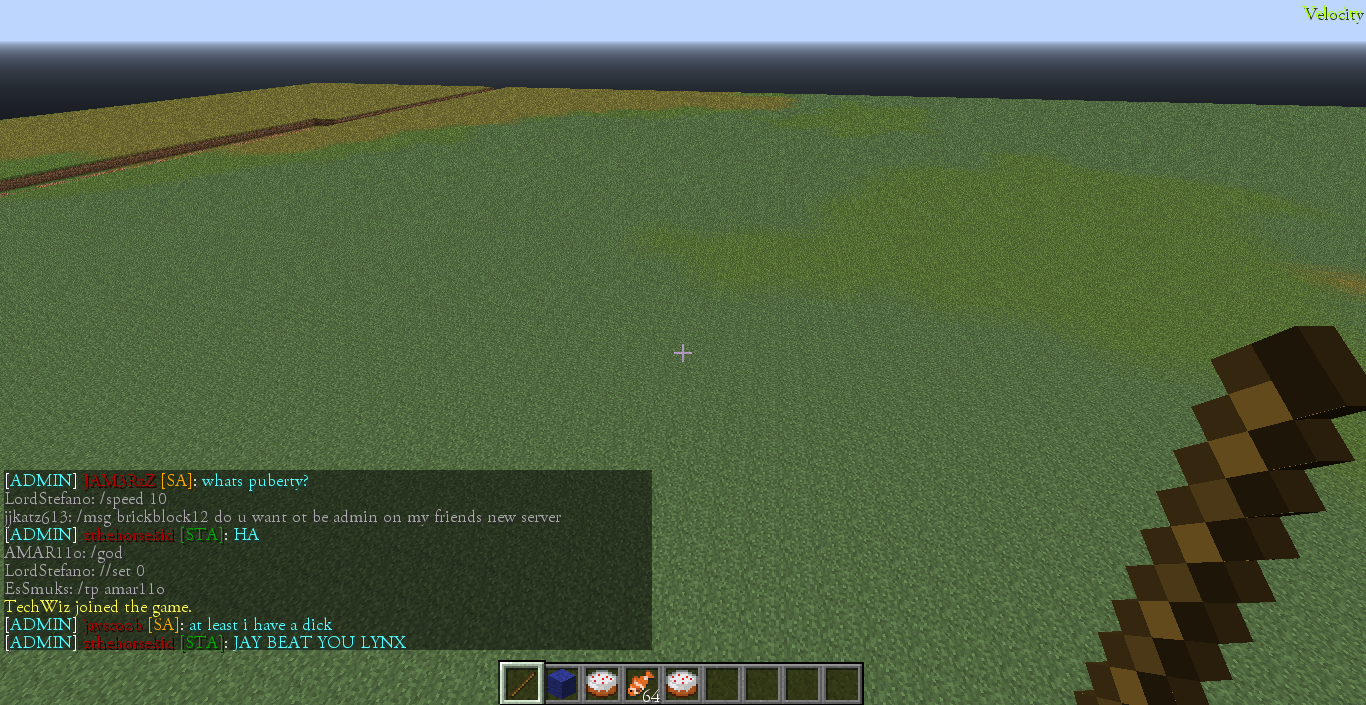 Velocity
[ADMIN] JAM3R-Z [SA]: whats puberty?
LordStefano: /speed 10
jjkatz613: /msg brickblock12 do u want ot be admin on my friends new server
[ADMIN] [STA]: HA
AMAR11o: /god
LordStefano: //set 0
EsSmuks: /tp amar11o
TechWiz joined the game.
[ADMIN] [SA]: at least i have a dick
[ADMIN] [STA]: JAY BEAT YOU LYNX
64